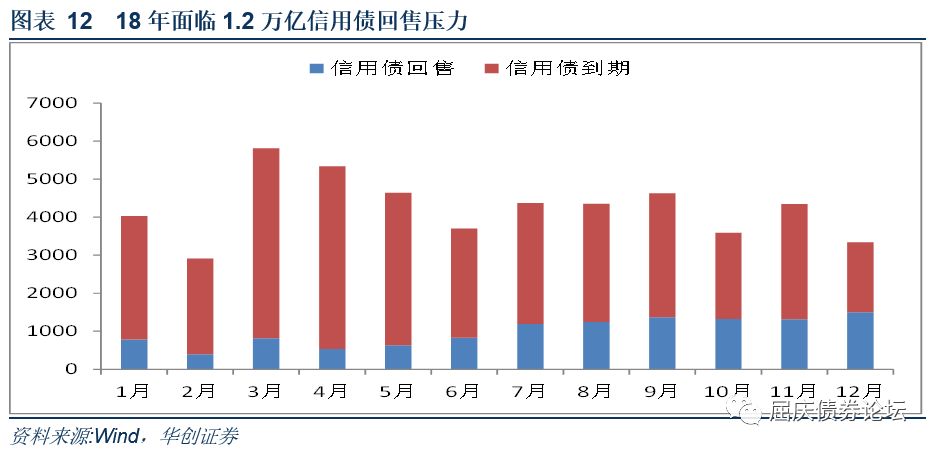 图表 12 18 年面临 1.2 万亿信用债回售压力
信用债回售 信用债到期
7000
6000
5000
4000
3000
2000
1000
0
1月 2月 3月 4月 5月 6月 7月 8月 9月 10月 11月 12月
屈庆债券论坛
资料来源:Wind，华创证券